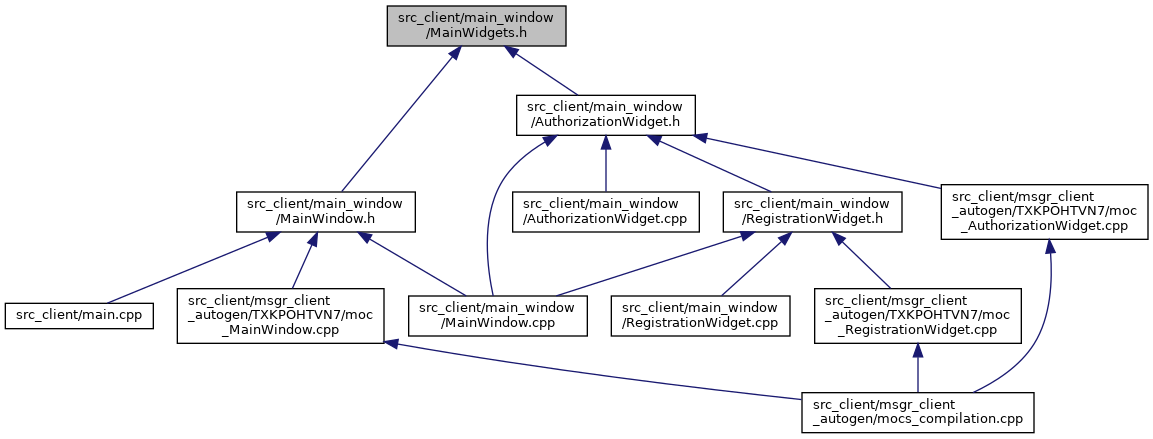 src_client/main_window
/MainWidgets.h
src_client/main_window
/AuthorizationWidget.h
src_client/main_window
/MainWindow.h
src_client/main_window
/AuthorizationWidget.cpp
src_client/main_window
/RegistrationWidget.h
src_client/msgr_client
_autogen/TXKPOHTVN7/moc
_AuthorizationWidget.cpp
src_client/main.cpp
src_client/msgr_client
_autogen/TXKPOHTVN7/moc
_MainWindow.cpp
src_client/main_window
/MainWindow.cpp
src_client/main_window
/RegistrationWidget.cpp
src_client/msgr_client
_autogen/TXKPOHTVN7/moc
_RegistrationWidget.cpp
src_client/msgr_client
_autogen/mocs_compilation.cpp